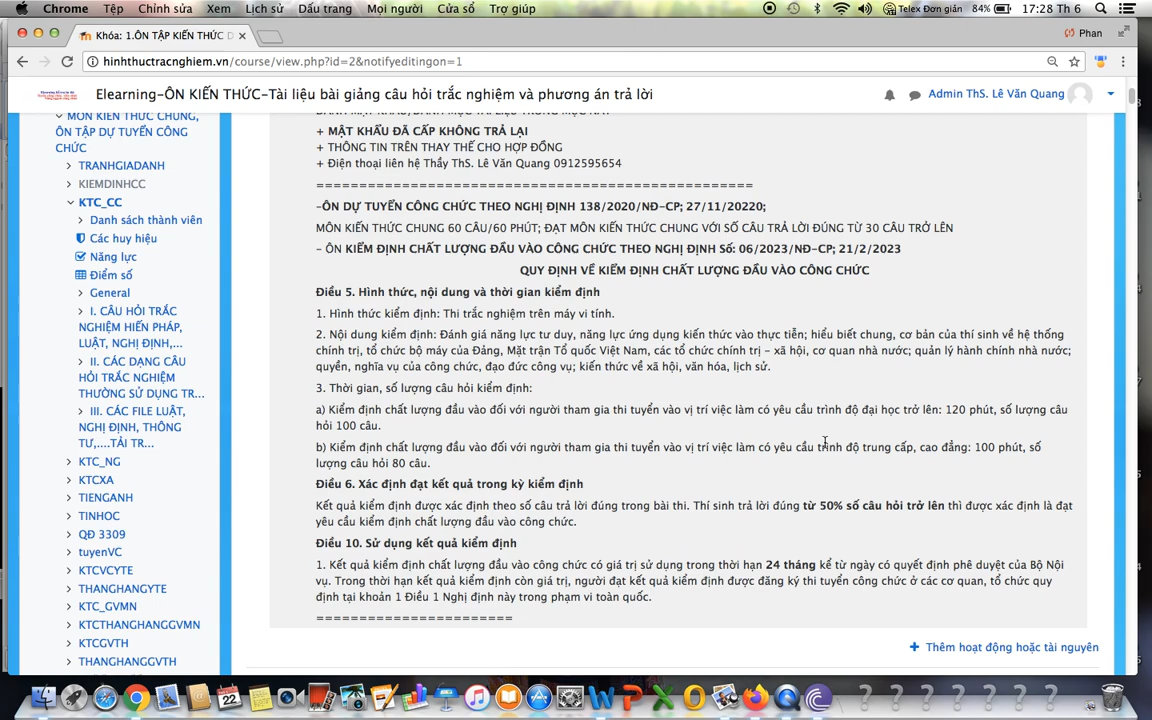 Chrome Tệp Chỉnh sửa Xem Lịch sử Dấu trang Mọi người Cửa sổ Trợ giúp Telex Đơn giản 84% 17:28 Th 6
Khóa: 1.ÔN TẬP KIẾN THỨC D Phan
hinhthuctracnghiem.vn/course/view.php?id=2&notifyeditingon=1
Elearning-ÔN KIẾN THỨC-Tài liệu bài giảng câu hỏi trắc nghiệm và phương án trả lời Admin ThS. Lê Văn Quang
MÔN KIẾN THỨC CHUNG,
ÔN TẬP DỰ TUYỂN CÔNG
CHỨC
TRANHGIADANH
KIEMDINHCC
KTC_CC
Danh sách thành viên
Các huy hiệu
Năng lực
Điểm số
General
I. CÂU HỎI TRẮC
NGHIỆM HIẾN PHÁP,
LUẬT, NGHỊ ĐỊNH,...
II. CÁC DẠNG CÂU
HỎI TRẮC NGHIỆM
THƯỜNG SỬ DỤNG TR...
III. CÁC FILE LUẬT,
NGHỊ ĐỊNH, THÔNG
TƯ,....TẢI TR...
KTC_NG
KTCXA
TIENGANH
TINHOC
QĐ 3309
tuyenVC
KTCVCYTE
THANGHANGYTE
KTC_GVMN
KTCTHANGHANGGVMN
KTCGVTH
THANGHANGGVTH
+ MẬT KHẨU ĐÃ CẤP KHÔNG TRẢ LẠI
+ THÔNG TIN TRÊN THAY THẾ CHO HỢP ĐỒNG
+ Điện thoại liên hệ Thầy ThS. Lê Văn Quang 0912595654
===================================================
-ÔN DỰ TUYỂN CÔNG CHỨC THEO NGHỊ ĐỊNH 138/2020/NĐ-CP; 27/11/20220;
MÔN KIẾN THỨC CHUNG 60 CÂU/60 PHÚT; ĐẠT MÔN KIẾN THỨC CHUNG VỚI SỐ CÂU TRẢ LỜI ĐÚNG TỪ 30 CÂU TRỞ LÊN
- ÔN KIỂM ĐỊNH CHẤT LƯỢNG ĐẦU VÀO CÔNG CHỨC THEO NGHỊ ĐỊNH Số: 06/2023/NĐ-CP; 21/2/2023
QUY ĐỊNH VỀ KIỂM ĐỊNH CHẤT LƯỢNG ĐẦU VÀO CÔNG CHỨC
Điều 5. Hình thức, nội dung và thời gian kiểm định
1. Hình thức kiểm định: Thi trắc nghiệm trên máy vi tính.
2. Nội dung kiểm định: Đánh giá năng lực tư duy, năng lực ứng dụng kiến thức vào thực tiễn; hiểu biết chung, cơ bản của thí sinh về hệ thống
chính trị, tổ chức bộ máy của Đảng, Mặt trận Tổ quốc Việt Nam, các tổ chức chính trị - xã hội, cơ quan nhà nước; quản lý hành chính nhà nước;
quyền, nghĩa vụ của công chức, đạo đức công vụ; kiến thức về xã hội, văn hóa, lịch sử.
3. Thời gian, số lượng câu hỏi kiểm định:
a) Kiểm định chất lượng đầu vào đối với người tham gia thi tuyển vào vị trí việc làm có yêu cầu trình độ đại học trở lên: 120 phút, số lượng câu
hỏi 100 câu.
b) Kiểm định chất lượng đầu vào đối với người tham gia thi tuyển vào vị trí việc làm có yêu cầu trình độ trung cấp, cao đẳng: 100 phút, số
lượng câu hỏi 80 câu.
Điều 6. Xác định đạt kết quả trong kỳ kiểm định
Kết quả kiểm định được xác định theo số câu trả lời đúng trong bài thi. Thí sinh trả lời đúng từ 50% số câu hỏi trở lên thì được xác định là đạt
yêu cầu kiểm định chất lượng đầu vào công chức.
Điều 10. Sử dụng kết quả kiểm định
1. Kết quả kiểm định chất lượng đầu vào công chức có giá trị sử dụng trong thời hạn 24 tháng kể từ ngày có quyết định phê duyệt của Bộ Nội
vụ. Trong thời hạn kết quả kiểm định còn giá trị, người đạt kết quả kiểm định được đăng ký thi tuyển công chức ở các cơ quan, tổ chức quy
định tại khoản 1 Điều 1 Nghị định này trong phạm vi toàn quốc.
=======================
+ Thêm hoạt động hoặc tài nguyên